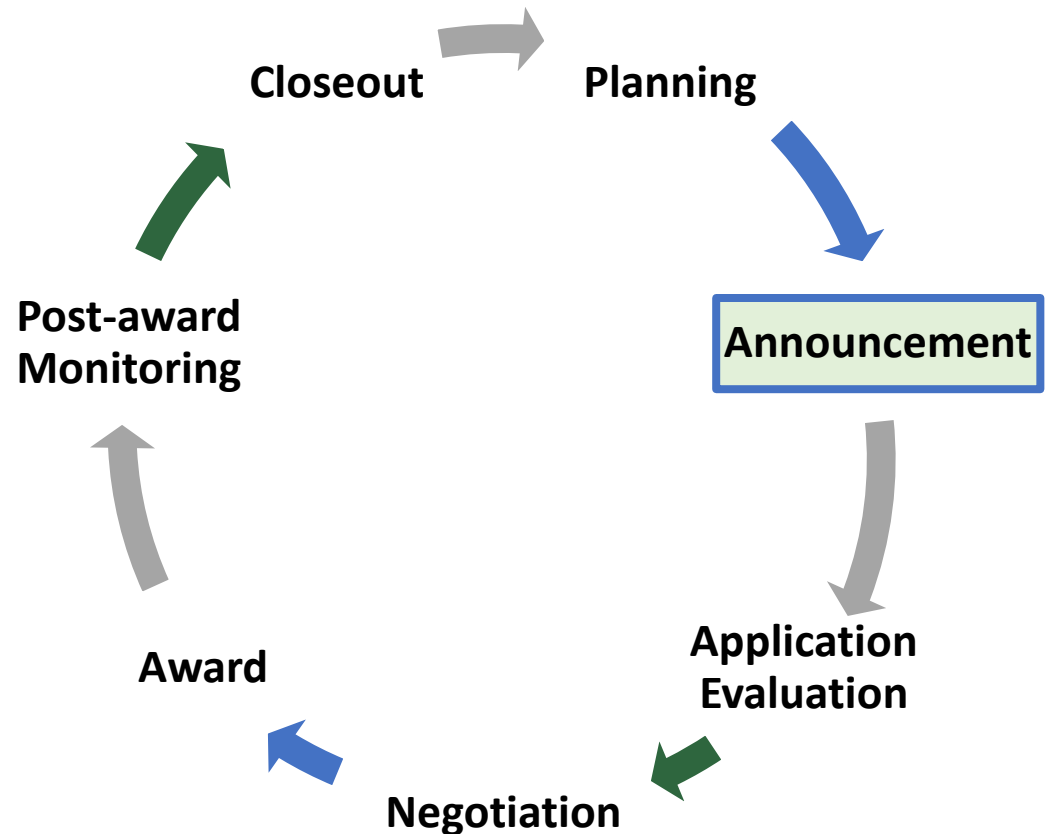 Closeout
Planning
Announcement
Application
Evaluation
Negotiation
Award
Post-award
Monitoring